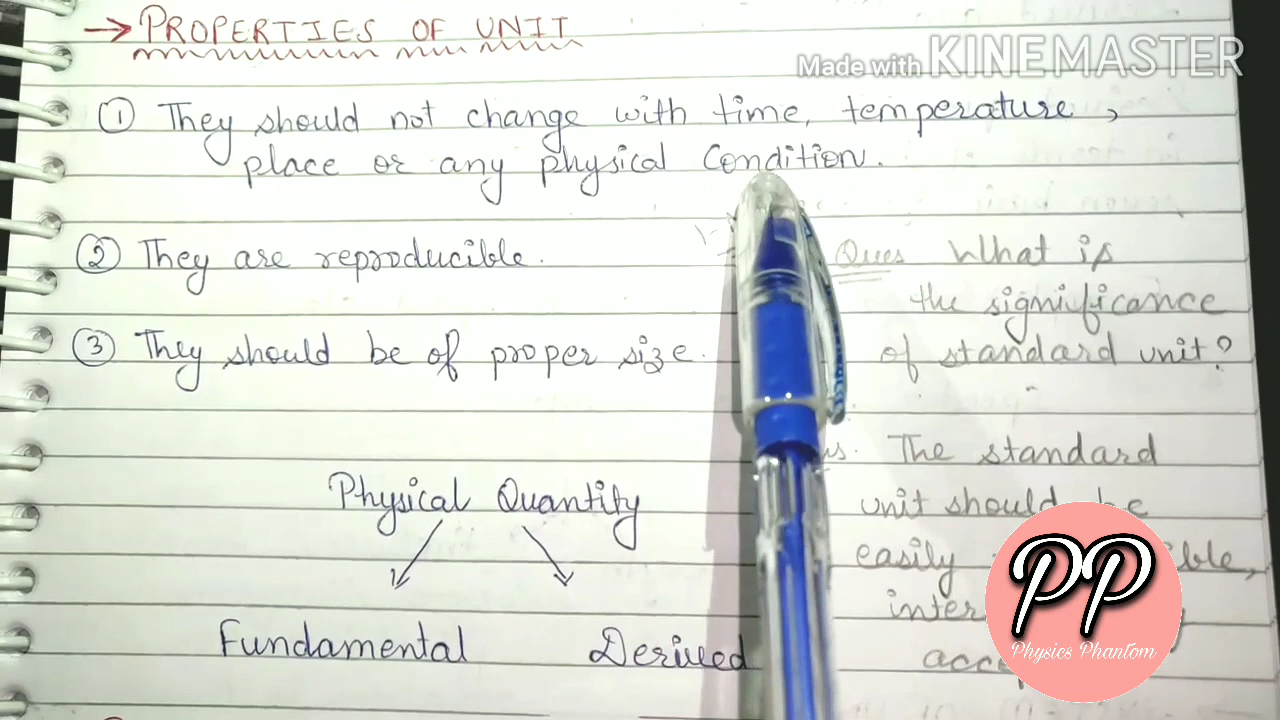 → PROPERTIES OF UNIT
Made with KINEMASTER
① They should not change with time, temperature,
place or any physical Condition.
② They are reproducible.
③ They should be of proper size.
Physical Quantity
Fundamental Derived
Ques What is
the significance
of standard unit?
The standard
unit should be
easily
PP
Physics Phantom